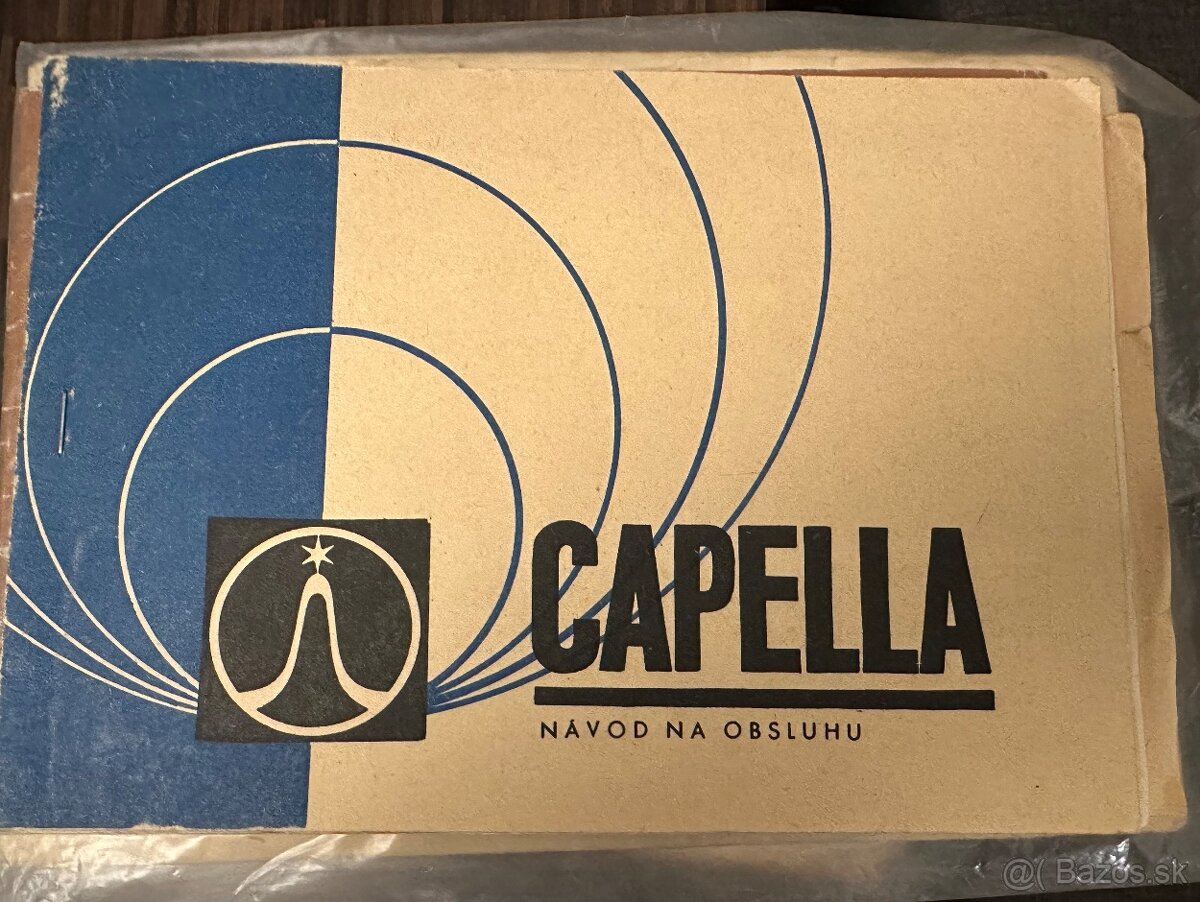 CAPELLA
NÁVOD NA OBSLUHU
@( Bazos.sk